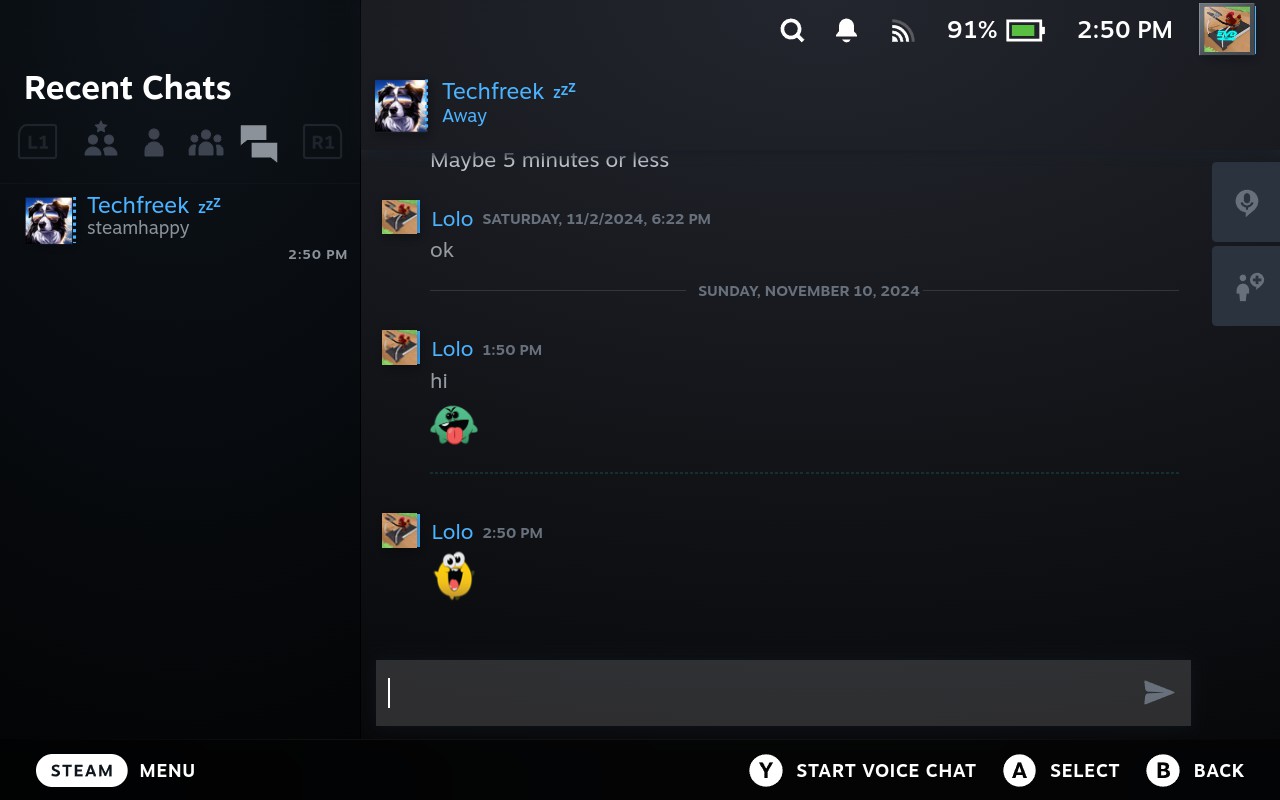 91% 2:50 PM
Recent Chats
L1 R1
Techfreek zzZ
steamhappy
2:50 PM
Techfreek zzZ
Away
Maybe 5 minutes or less
Lolo SATURDAY, 11/2/2024, 6:22 PM
ok
SUNDAY, NOVEMBER 10, 2024
Lolo 1:50 PM
hi
Lolo 2:50 PM
STEAM MENU Y START VOICE CHAT A SELECT B BACK